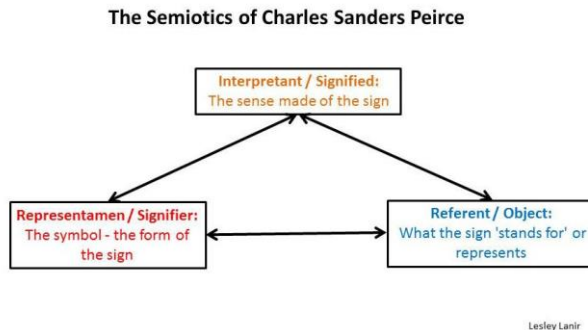 The Semiotics of Charles Sanders Peirce
Interpretant / Signified:
The sense made of the sign
Representamen / Signifier:
The symbol - the form of
the sign
Referent / Object:
What the sign 'stands for' or
represents
Lesley Lanir